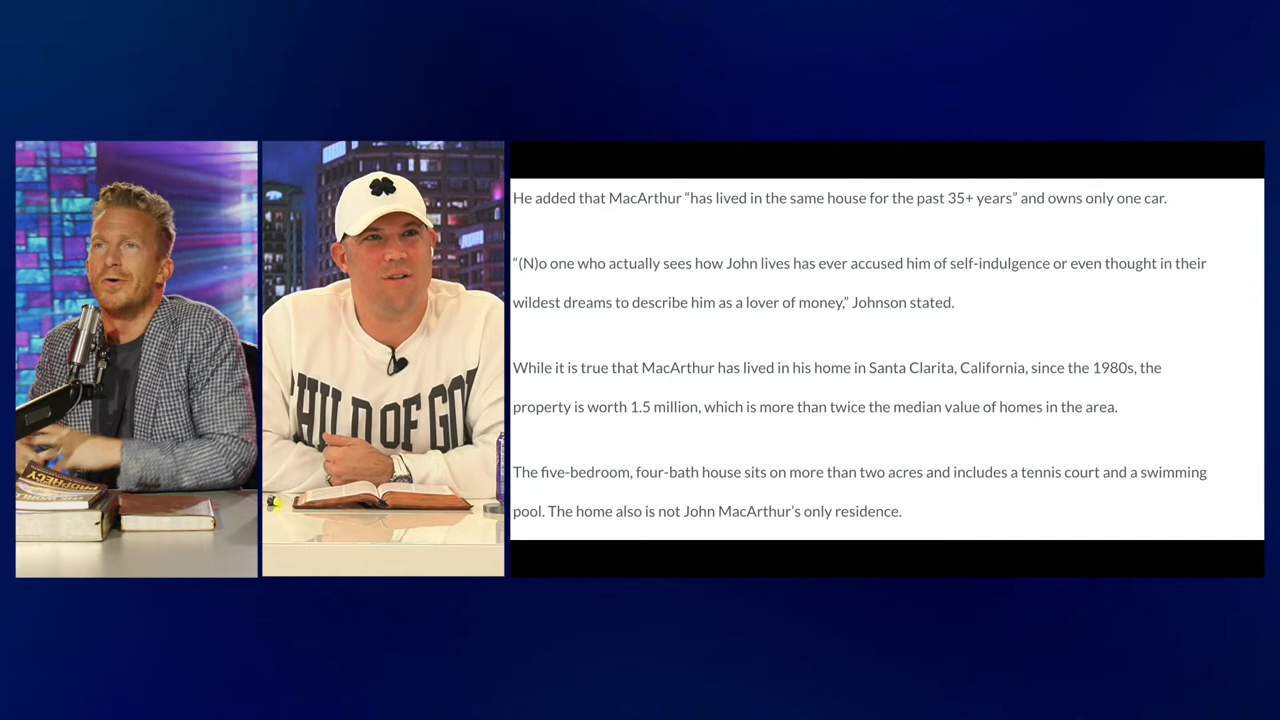 PROPHECY
THE WORLD
HILD OF GO
He added that MacArthur “has lived in the same house for the past 35+ years” and owns only one car.
“(N)o one who actually sees how John lives has ever accused him of self-indulgence or even thought in their
wildest dreams to describe him as a lover of money,” Johnson stated.
While it is true that MacArthur has lived in his home in Santa Clarita, California, since the 1980s, the
property is worth 1.5 million, which is more than twice the median value of homes in the area.
The five-bedroom, four-bath house sits on more than two acres and includes a tennis court and a swimming
pool. The home also is not John MacArthur’s only residence.